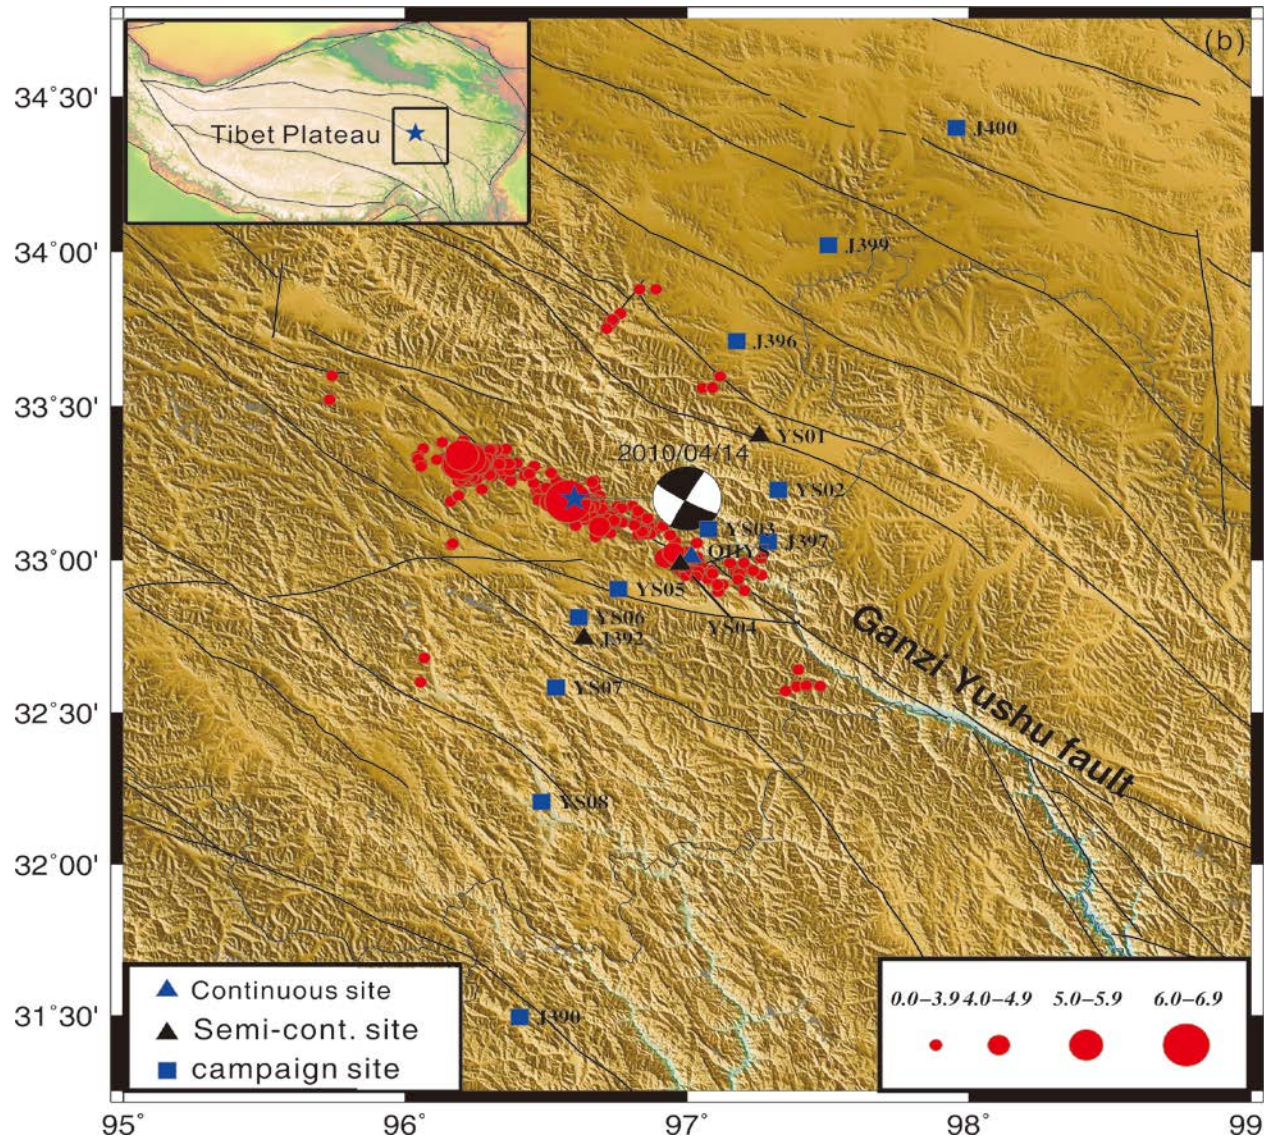 (b)
34°30'
34°00'
33°30'
33°00'
32°30'
32°00'
31°30'
Tibet Plateau
J400
J399
J396
YS01
2010/04/14
YS02
YS03
J397
QHYS
YS05
YS04
YS06
J392
YS07
YS08
J390
Ganzi Yushu fault
Continuous site
Semi-cont. site
campaign site
0.0–3.9 4.0–4.9 5.0–5.9 6.0–6.9
95° 96° 97° 98° 99